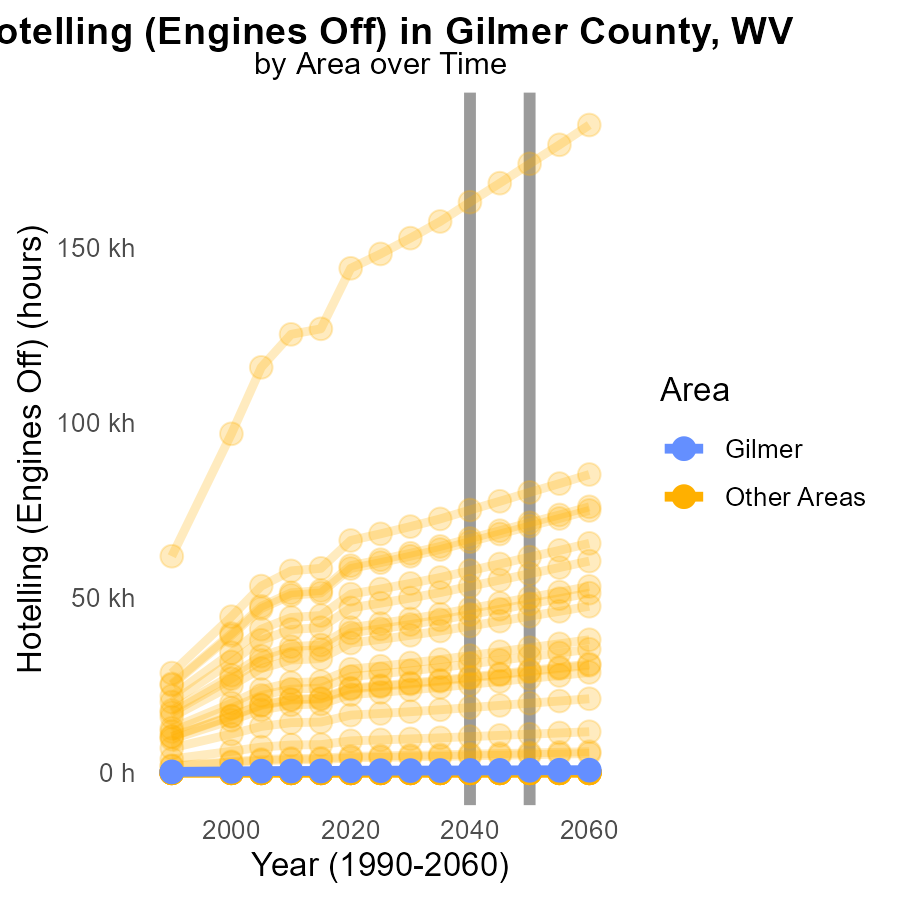 otelling (Engines Off) in Gilmer County, WV
by Area over Time
Hotelling (Engines Off) (hours)
150 kh
100 kh
50 kh
0 h
2000 2020 2040 2060
Year (1990-2060)
Area
Gilmer
Other Areas